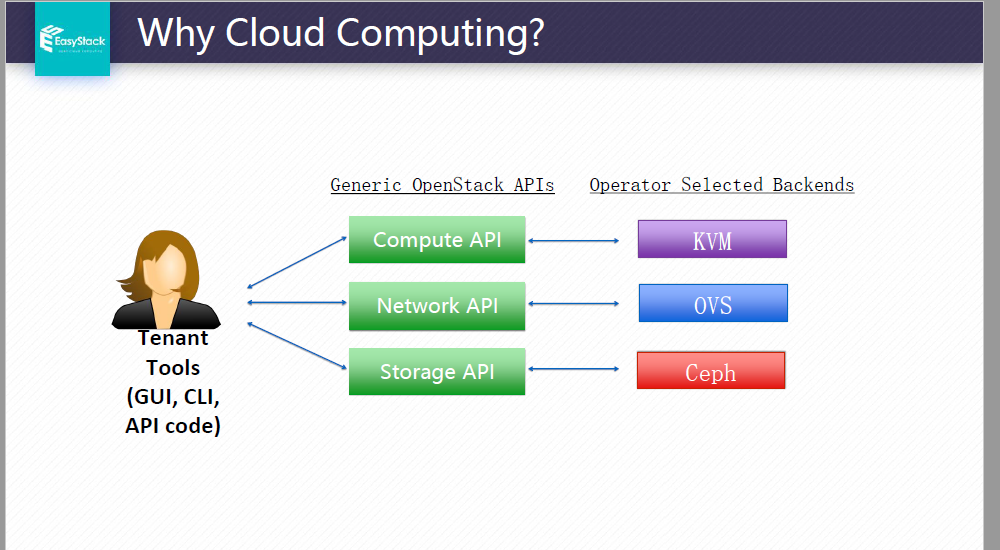 EasyStack
Why Cloud Computing?
Generic OpenStack APIs
Operator Selected Backends
Compute API
KVM
Network API
OVS
Storage API
Ceph
Tenant
Tools
(GUI, CLI,
API code)